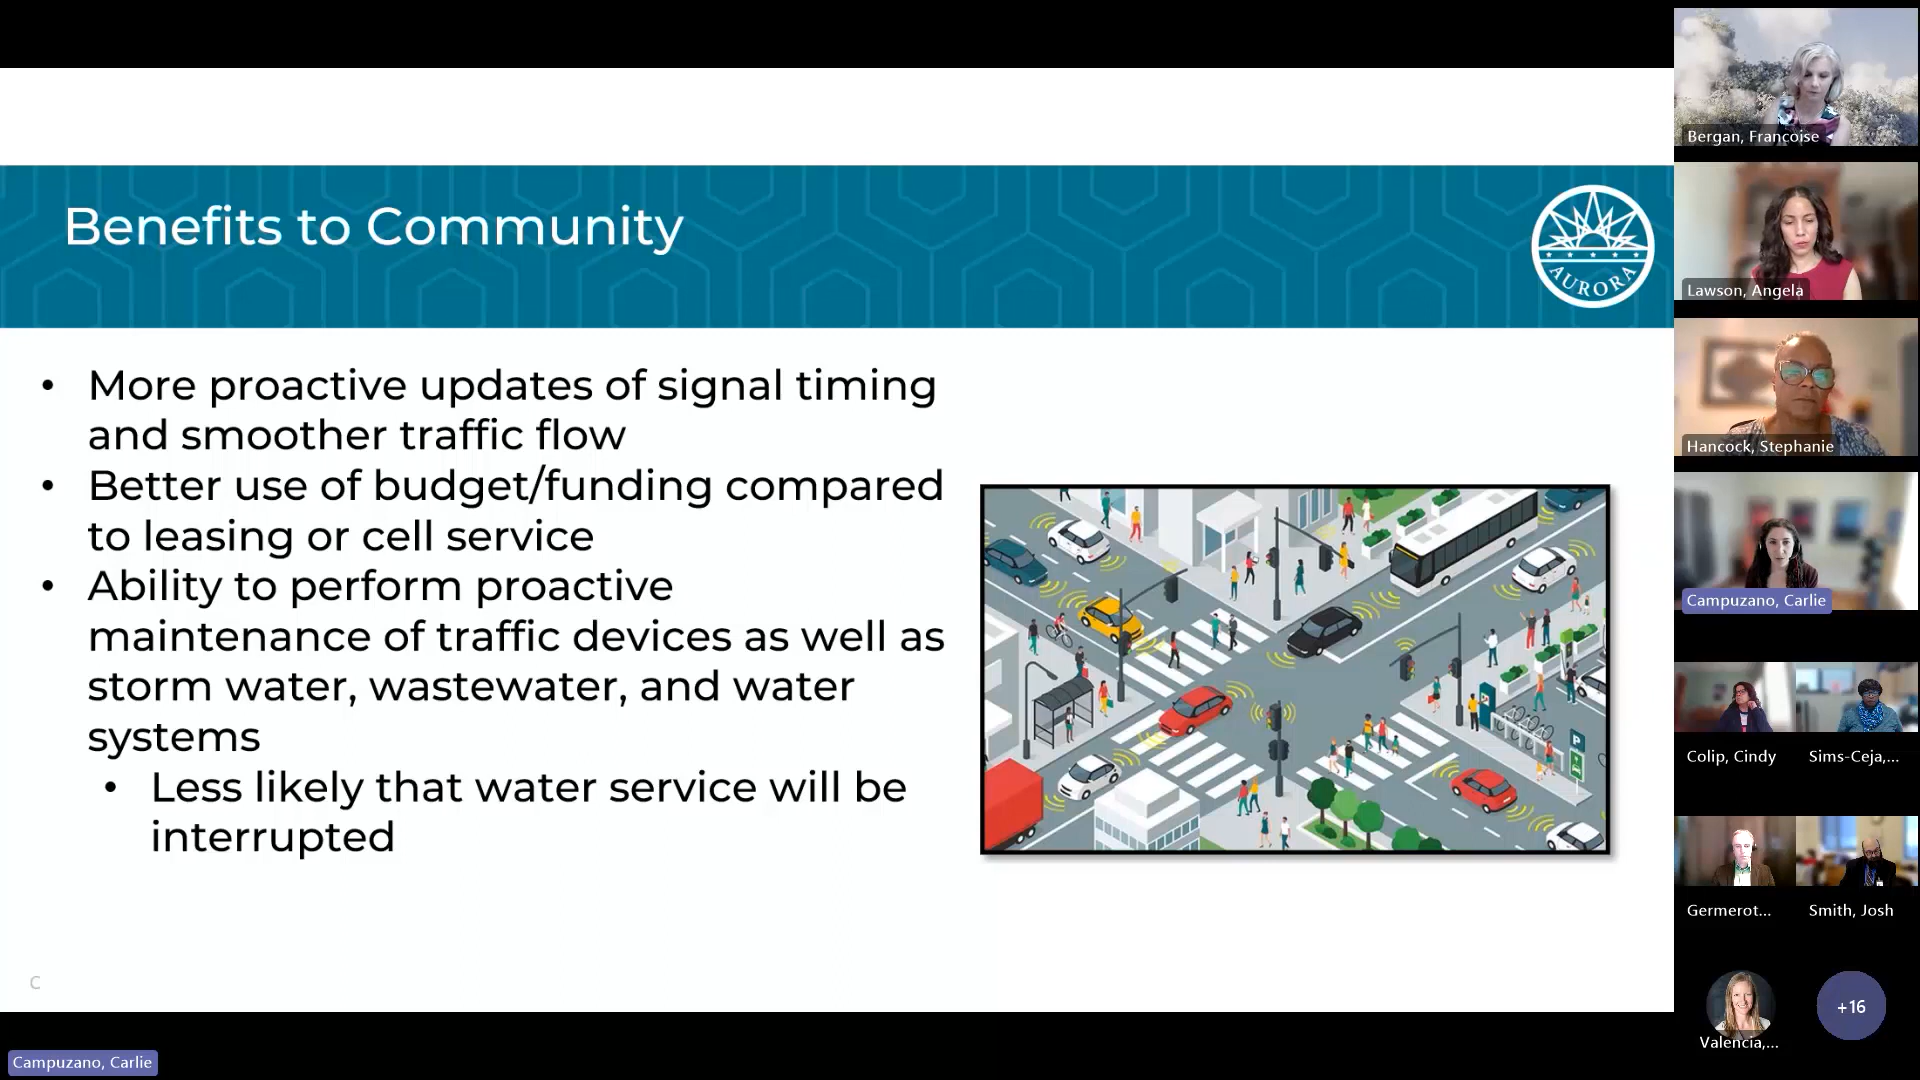 Benefits to Community
AURORA
• More proactive updates of signal timing
and smoother traffic flow
• Better use of budget/funding compared
to leasing or cell service
• Ability to perform proactive
maintenance of traffic devices as well as
storm water, wastewater, and water
systems
• Less likely that water service will be
interrupted
P
C
Campuzano, Carlie
Bergan, Francoise
Lawson, Angela
Hancock, Stephanie
Campuzano, Carlie
Colip, Cindy
Sims-Ceja,...
Germerot...
Smith, Josh
Valencia,...
+16